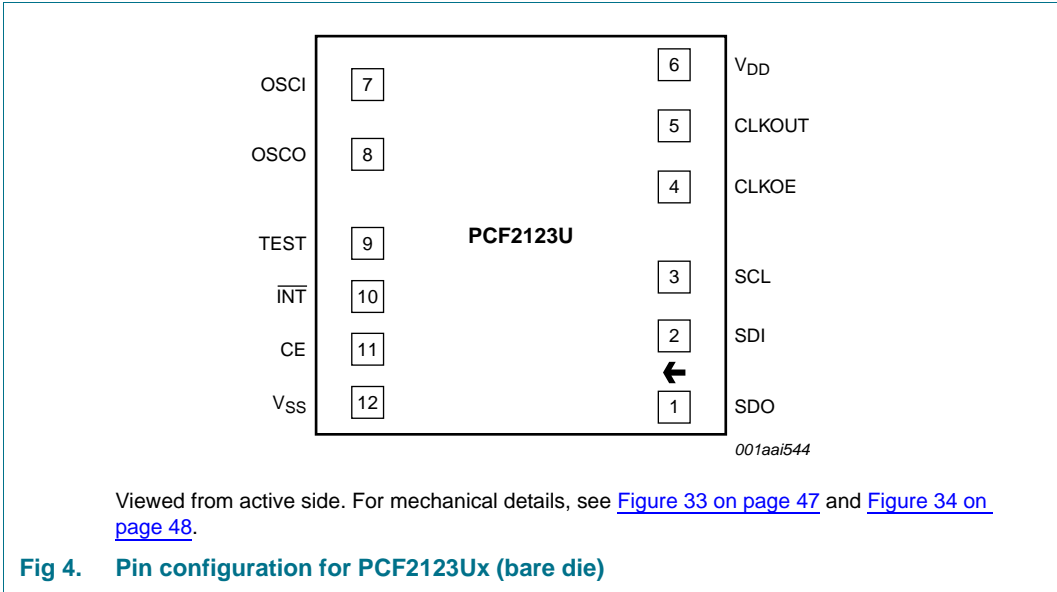 OSCI 7 6 VDD
5 CLKOUT
OSCO 8
4 CLKOE
TEST 9 PCF2123U
3 SCL
INT 10
2 SDI
CE 11
VSS 12 1 SDO
001aai544
Viewed from active side. For mechanical details, see Figure 33 on page 47 and Figure 34 on
page 48.
Fig 4. Pin configuration for PCF2123Ux (bare die)